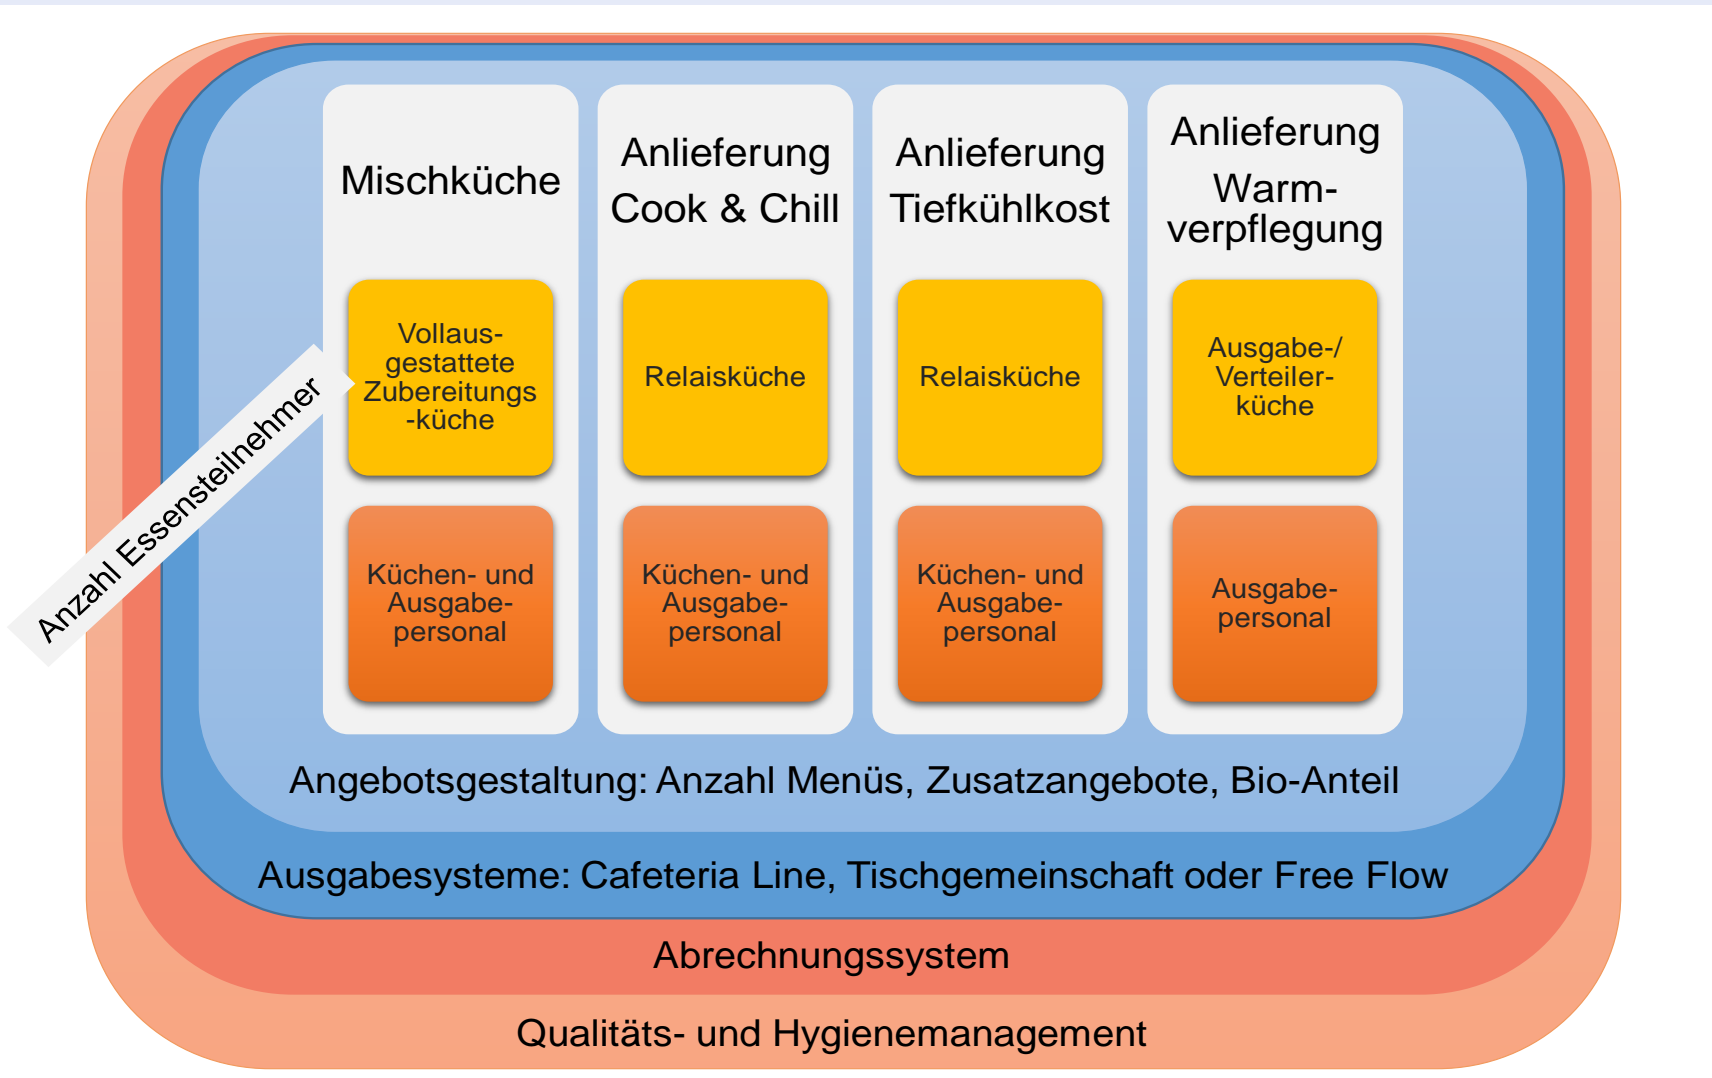 Mischküche
Anlieferung
Cook & Chill
Anlieferung
Tiefkühlkost
Anlieferung
Warm-
verpflegung
Vollaus-
gestattete
Zubereitungs
-küche
Relaisküche
Relaisküche
Ausgabe-/
Verteiler-
küche
Anzahl Essensteilnehmer
Küchen- und
Ausgabe-
personal
Küchen- und
Ausgabe-
personal
Küchen- und
Ausgabe-
personal
Ausgabe-
personal
Angebotsgestaltung: Anzahl Menüs, Zusatzangebote, Bio-Anteil
Ausgabesysteme: Cafeteria Line, Tischgemeinschaft oder Free Flow
Abrechnungssystem
Qualitäts- und Hygienemanagement